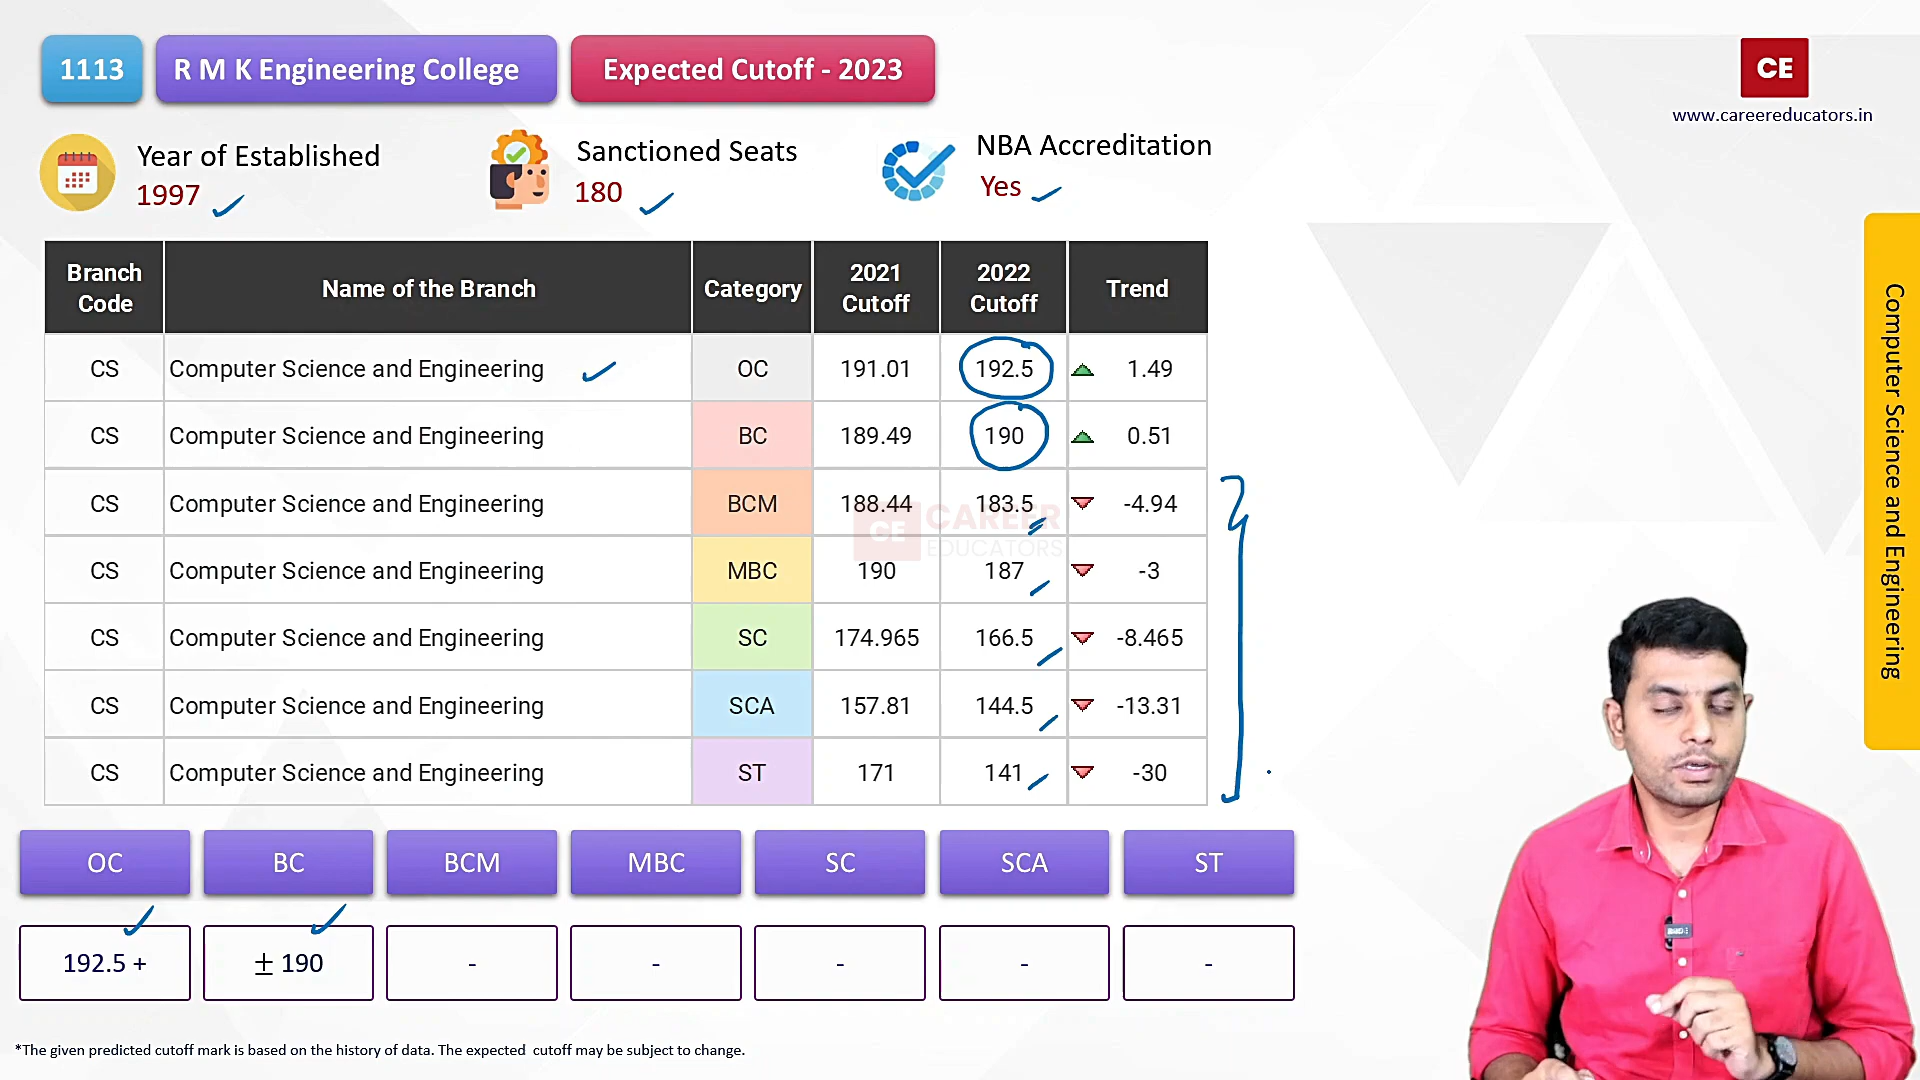 1113
R M K Engineering College
Expected Cutoff - 2023
CE
www.careereducators.in
Year of Established
1997
Sanctioned Seats
180
NBA Accreditation
Yes
Branch Code | Name of the Branch | Category | 2021 Cutoff | 2022 Cutoff | Trend
CS | Computer Science and Engineering | OC | 191.01 | 192.5 | 1.49
CS | Computer Science and Engineering | BC | 189.49 | 190 | 0.51
CS | Computer Science and Engineering | BCM | 188.44 | 183.5 | -4.94
CS | Computer Science and Engineering | MBC | 190 | 187 | -3
CS | Computer Science and Engineering | SC | 174.965 | 166.5 | -8.465
CS | Computer Science and Engineering | SCA | 157.81 | 144.5 | -13.31
CS | Computer Science and Engineering | ST | 171 | 141 | -30
CE CAREER
EDUCATORS
OC BC BCM MBC SC SCA ST
192.5 + ± 190 - - - - -
*The given predicted cutoff mark is based on the history of data. The expected cutoff may be subject to change.
Computer Science and Engineering